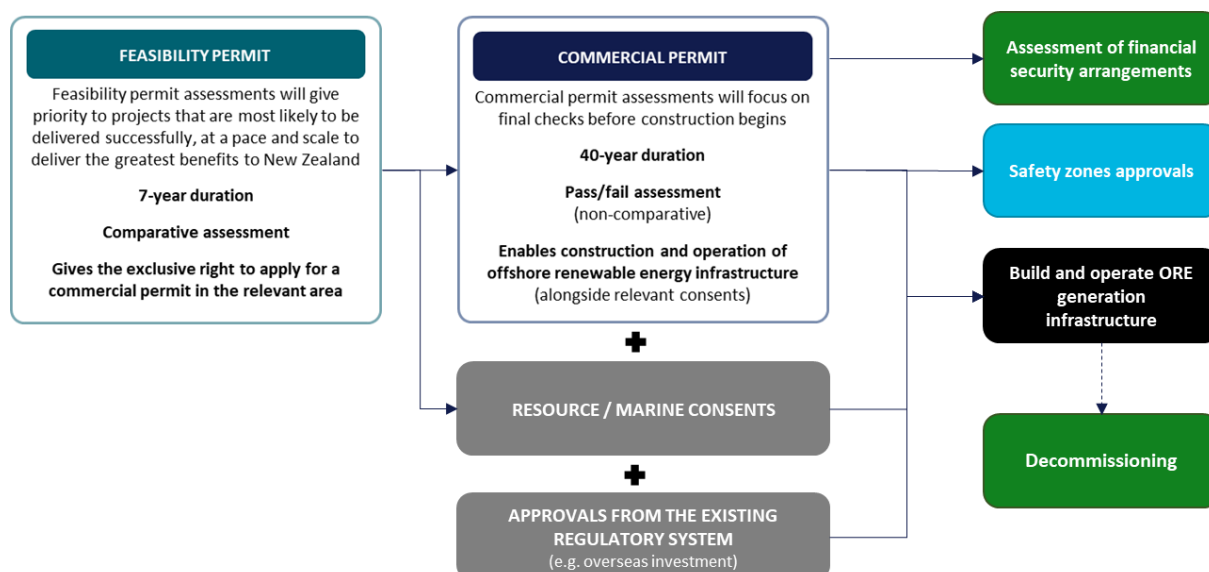 FEASIBILITY PERMIT
Feasibility permit assessments will give
priority to projects that are most likely to be
delivered successfully, at a pace and scale to
deliver the greatest benefits to New Zealand
7-year duration
Comparative assessment
Gives the exclusive right to apply for a
commercial permit in the relevant area
COMMERCIAL PERMIT
Commercial permit assessments will focus on
final checks before construction begins
40-year duration
Pass/fail assessment
(non-comparative)
Enables construction and operation of
offshore renewable energy infrastructure
(alongside relevant consents)
RESOURCE / MARINE CONSENTS
APPROVALS FROM THE EXISTING
REGULATORY SYSTEM
(e.g. overseas investment)
Assessment of financial
security arrangements
Safety zones approvals
Build and operate ORE
generation
infrastructure
Decommissioning